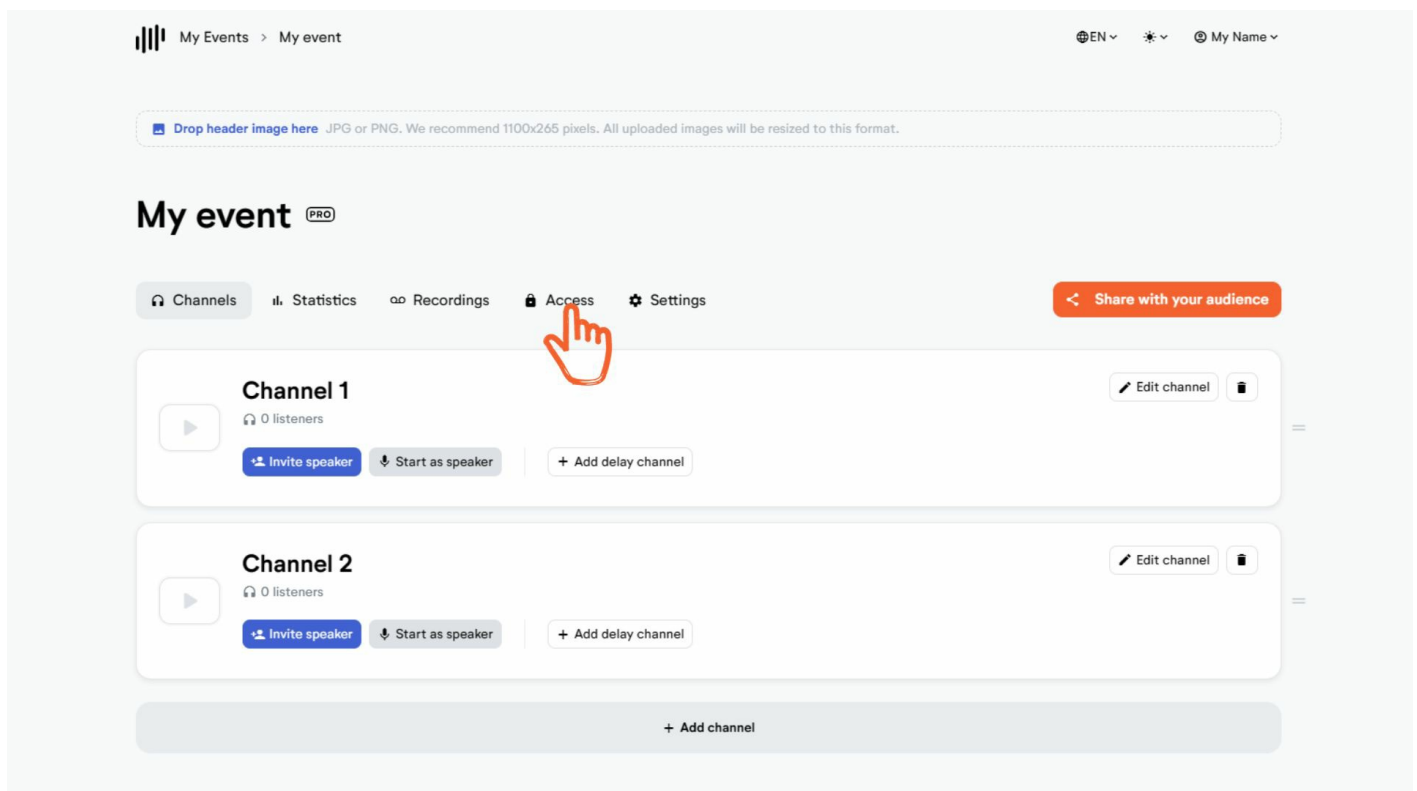 My Events > My event
EN
My Name
Drop header image here JPG or PNG. We recommend 1100x265 pixels. All uploaded images will be resized to this format.
My event PRO
Channels Statistics Recordings Access Settings
Share with your audience
Channel 1
Edit channel
0 listeners
Invite speaker Start as speaker + Add delay channel
Channel 2
Edit channel
0 listeners
Invite speaker Start as speaker + Add delay channel
+ Add channel